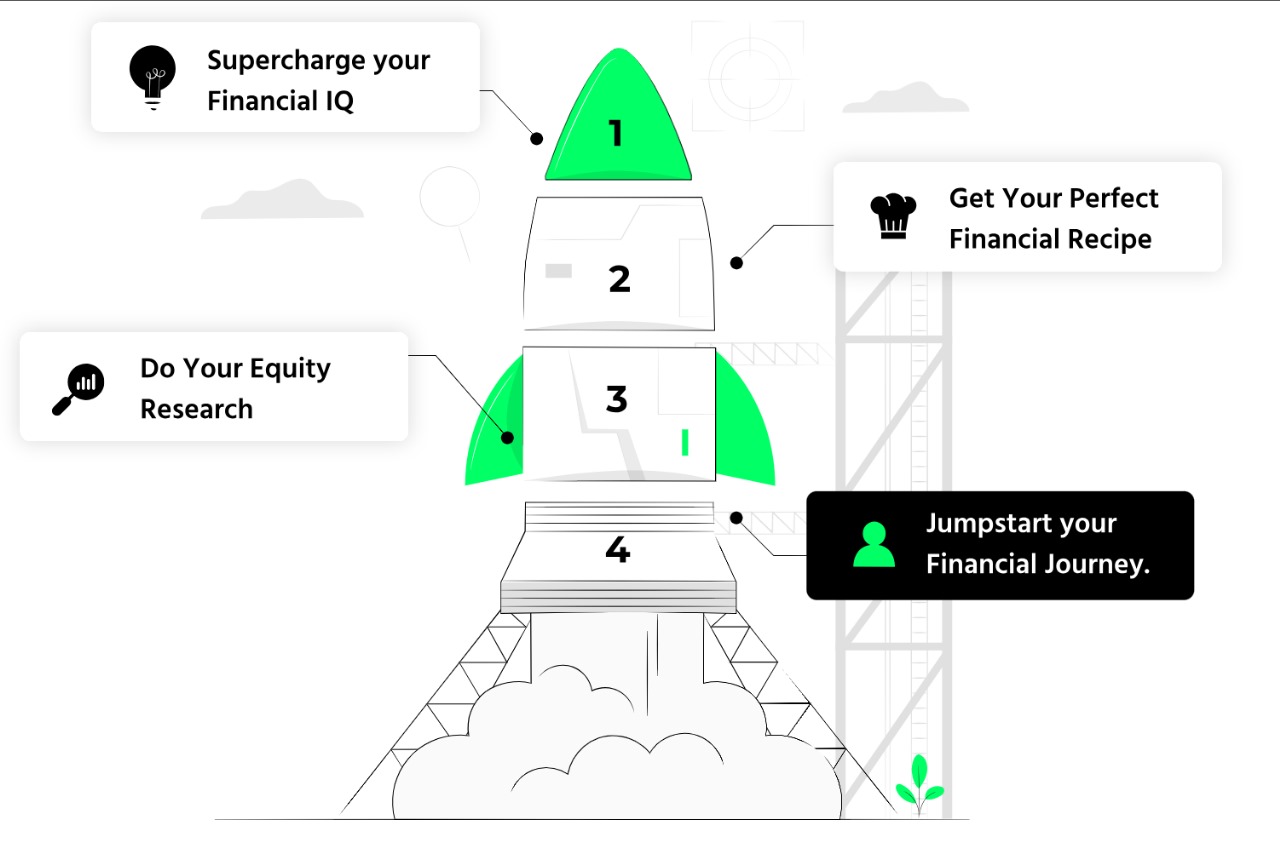 Supercharge your
Financial IQ
1
Get Your Perfect
Financial Recipe
2
Do Your Equity
Research
3
Jumpstart your
Financial Journey.
4